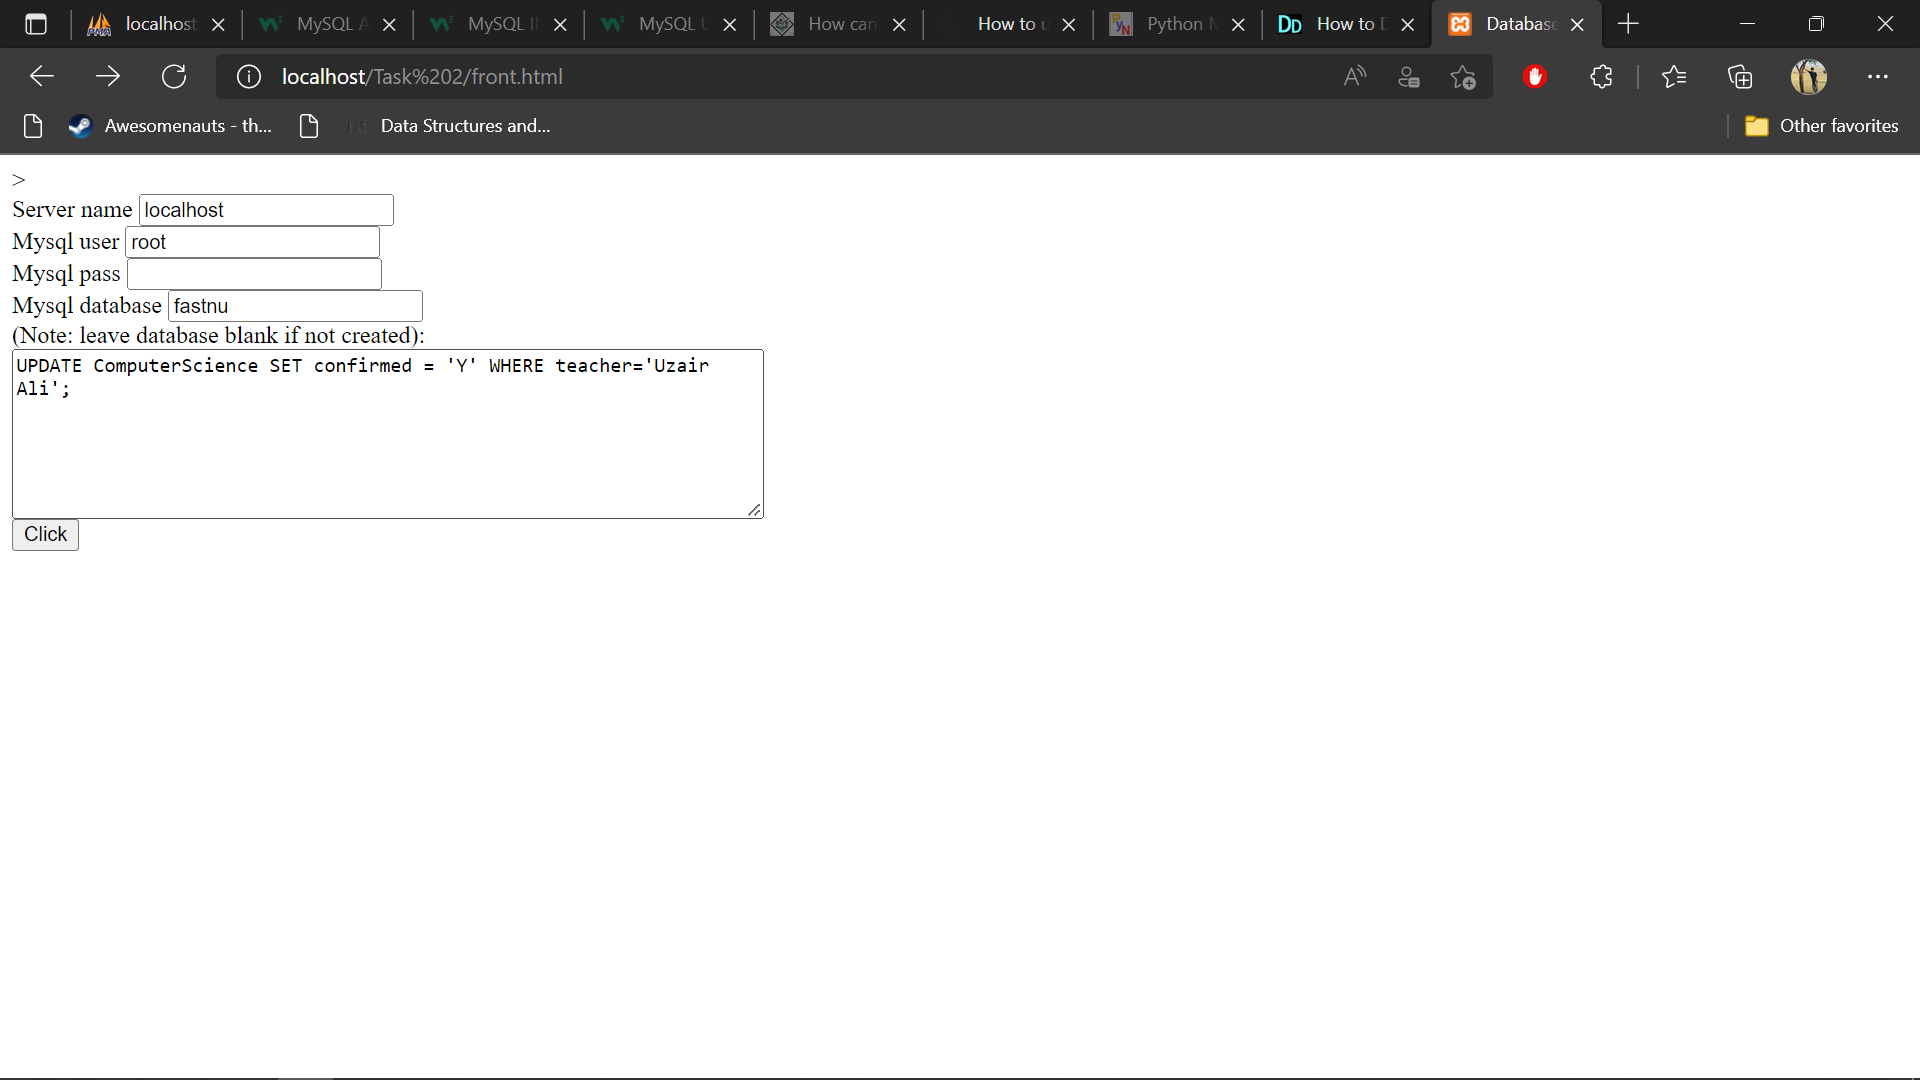 localhost
MySQL A
MySQL I
MySQL U
How can
How to u
Python
How to D
Database
localhost/Task%202/front.html
Awesomenauts - th...
Data Structures and...
Other favorites
>
Server name localhost
Mysql user root
Mysql pass
Mysql database fastnu
(Note: leave database blank if not created):
UPDATE ComputerScience SET confirmed = 'Y' WHERE teacher='Uzair
Ali';
Click